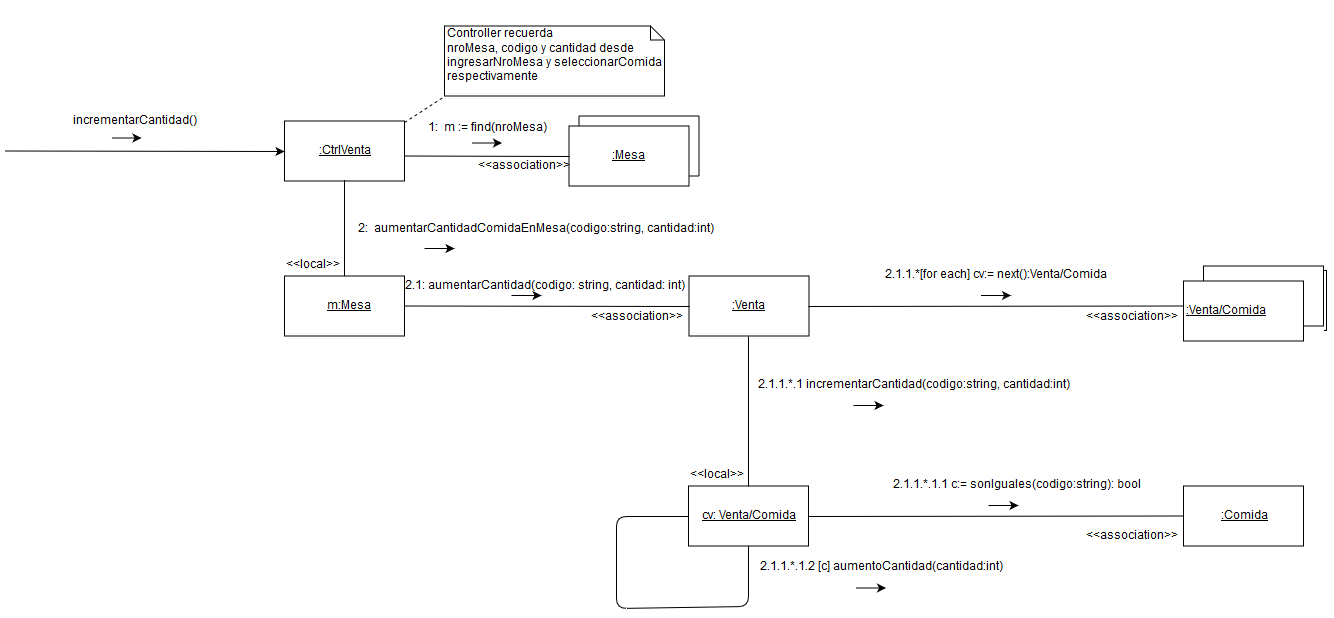 Controller recuerda
nroMesa, codigo y cantidad desde
ingresarNroMesa y seleccionarComida
respectivamente
incrementarCantidad()
1: m := find(nroMesa)
:CtrlVenta
:Mesa
<<association>>
2: aumentarCantidadComidaEnMesa(codigo:string, cantidad:int)
<<local>>
2.1: aumentarCantidad(codigo: string, cantidad: int)
2.1.1.*[for each] cv:= next():Venta/Comida
m:Mesa
:Venta
:Venta/Comida
<<association>>
<<association>>
2.1.1.*.1 incrementarCantidad(codigo:string, cantidad:int)
<<local>>
2.1.1.*.1.1 c:= sonIguales(codigo:string): bool
cv: Venta/Comida
:Comida
<<association>>
2.1.1.*.1.2 [c] aumentoCantidad(cantidad:int)